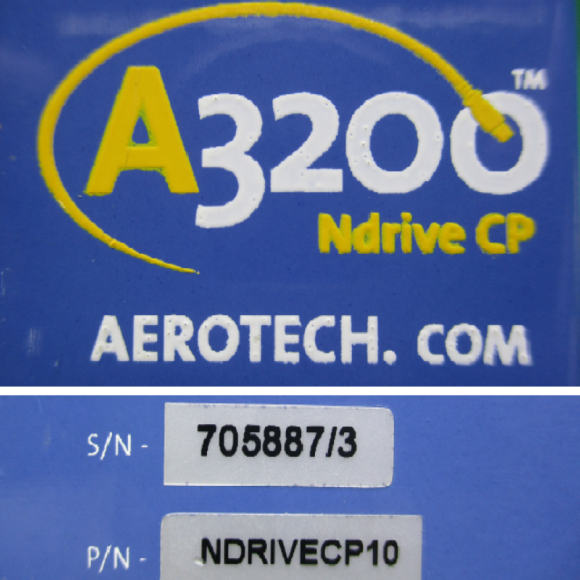 A3200™
Ndrive CP
AEROTECH. COM
S/N - 705887/3
P/N - NDRIVECP10